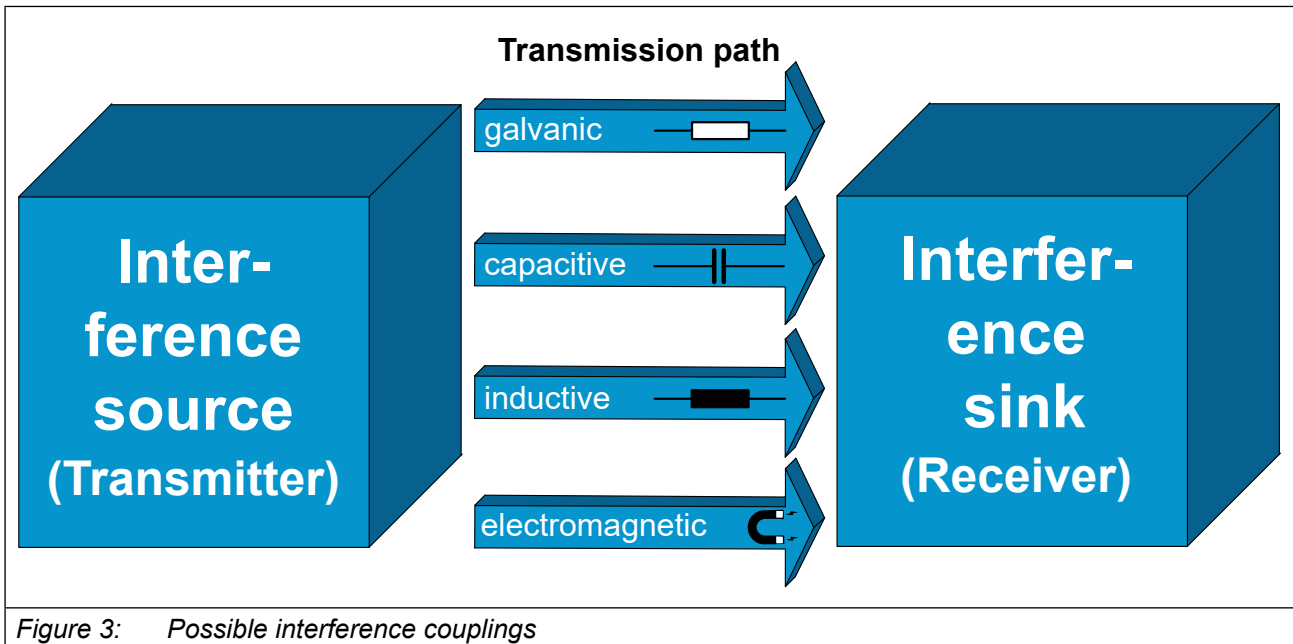 Transmission path
Inter-
ference
source
(Transmitter)
galvanic
capacitive
inductive
electromagnetic
Interfer-
ence
sink
(Receiver)
Figure 3: Possible interference couplings